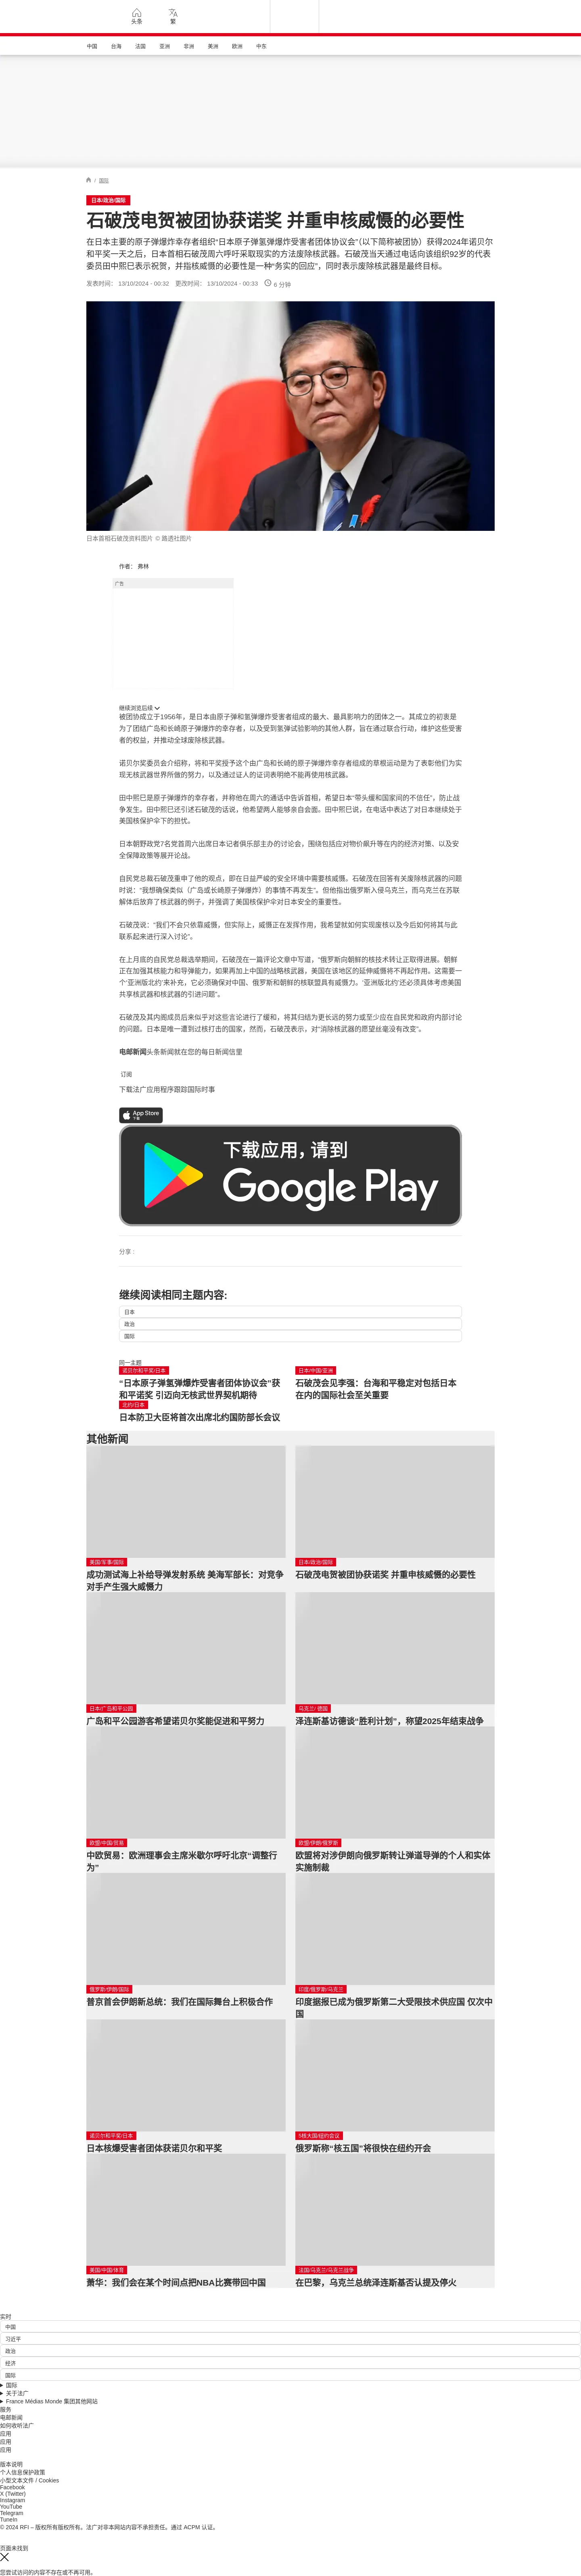 头条
繁
中国
台海
法国
亚洲
非洲
美洲
欧洲
中东
/ 国际
日本/政治/国际
石破茂电贺被团协获诺奖 并重申核威慑的必要性
在日本主要的原子弹爆炸幸存者组织“日本原子弹氢弹爆炸受害者团体协议会”（以下简称被团协）获得2024年诺贝尔
和平奖一天之后，日本首相石破茂周六呼吁采取现实的方法废除核武器。石破茂当天通过电话向该组织92岁的代表
委员田中熙巳表示祝贺，并指核威慑的必要性是一种“务实的回应”，同时表示废除核武器是最终目标。
发表时间： 13/10/2024 - 00:32 更改时间： 13/10/2024 - 00:33 6 分钟
日本首相石破茂资料图片 © 路透社图片
作者： 弗林
广告
继续浏览后续
被团协成立于1956年，是日本由原子弹和氢弹爆炸受害者组成的最大、最具影响力的团体之一。其成立的初衷是
为了团结广岛和长崎原子弹爆炸的幸存者，以及受到氢弹试验影响的其他人群，旨在通过联合行动，维护这些受害
者的权益，并推动全球废除核武器。
诺贝尔奖委员会介绍称，将和平奖授予这个由广岛和长崎的原子弹爆炸幸存者组成的草根运动是为了表彰他们为实
现无核武器世界所做的努力，以及通过证人的证词表明绝不能再使用核武器。
田中熙巳是原子弹爆炸的幸存者，并称他在周六的通话中告诉首相，希望日本“带头缓和国家间的不信任”，防止战
争发生。田中熙巳还引述石破茂的话说，他希望两人能够亲自会面。田中熙巳说，在电话中表达了对日本继续处于
美国核保护伞下的担忧。
日本朝野政党7名党首周六出席日本记者俱乐部主办的讨论会，围绕包括应对物价飙升等在内的经济对策、以及安
全保障政策等展开论战。
自民党总裁石破茂重申了他的观点，即在日益严峻的安全环境中需要核威慑。石破茂在回答有关废除核武器的问题
时说：“我想确保类似（广岛或长崎原子弹爆炸）的事情不再发生”。但他指出俄罗斯入侵乌克兰，而乌克兰在苏联
解体后放弃了核武器的例子，并强调了美国核保护伞对日本安全的重要性。
石破茂说：“我们不会只依靠威慑，但实际上，威慑正在发挥作用，我希望就如何实现废核以及今后如何将其与此
联系起来进行深入讨论”。
在上月底的自民党总裁选举期间，石破茂在一篇评论文章中写道，“俄罗斯向朝鲜的核技术转让正取得进展。朝鲜
正在加强其核能力和导弹能力，如果再加上中国的战略核武器，美国在该地区的延伸威慑将不再起作用。这需要一
个‘亚洲版北约’来补充，它必须确保对中国、俄罗斯和朝鲜的核联盟具有威慑力。‘亚洲版北约’还必须具体考虑美国
共享核武器和核武器的引进问题”。
石破茂及其内阁成员后来似乎对这些言论进行了缓和，将其归结为更长远的努力或至少应在自民党和政府内部讨论
的问题。日本是唯一遭到过核打击的国家，然而，石破茂表示，对“消除核武器的愿望丝毫没有改变”。
电邮新闻头条新闻就在您的每日新闻信里
订阅
下载法广应用程序跟踪国际时事
App Store
下载
下载应用，请到
Google Play
分享 :
继续阅读相同主题内容:
日本
政治
国际
同一主题
诺贝尔和平奖/日本
“日本原子弹氢弹爆炸受害者团体协议会”获
和平诺奖 引迈向无核武世界契机期待
日本/中国/亚洲
石破茂会见李强：台海和平稳定对包括日本
在内的国际社会至关重要
北约/日本
日本防卫大臣将首次出席北约国防部长会议
其他新闻
美国/军事/国际
成功测试海上补给导弹发射系统 美海军部长：对竞争
对手产生强大威慑力
日本/政治/国际
石破茂电贺被团协获诺奖 并重申核威慑的必要性
日本/广岛和平公园
广岛和平公园游客希望诺贝尔奖能促进和平努力
乌克兰/ 德国
泽连斯基访德谈“胜利计划”，称望2025年结束战争
欧盟/中国/贸易
中欧贸易：欧洲理事会主席米歇尔呼吁北京“调整行
为”
欧盟/伊朗/俄罗斯
欧盟将对涉伊朗向俄罗斯转让弹道导弹的个人和实体
实施制裁
俄罗斯/伊朗/国际
普京首会伊朗新总统：我们在国际舞台上积极合作
印度/俄罗斯/乌克兰
印度据报已成为俄罗斯第二大受限技术供应国 仅次中
国
诺贝尔和平奖/日本
日本核爆受害者团体获诺贝尔和平奖
5核大国/纽约会议
俄罗斯称“核五国”将很快在纽约开会
美国/中国/体育
萧华：我们会在某个时间点把NBA比赛带回中国
法国/乌克兰/乌克兰战争
在巴黎，乌克兰总统泽连斯基否认提及停火
实时
中国
习近平
政治
经济
国际
国际
关于法广
France Médias Monde 集团其他网站
服务
电邮新闻
如何收听法广
应用
应用
应用
版本说明
个人信息保护政策
小型文本文件 / Cookies
Facebook
X (Twitter)
Instagram
YouTube
Telegram
TuneIn
© 2024 RFI – 版权所有版权所有。法广对非本网站内容不承担责任。通过 ACPM 认证。
页面未找到
您尝试访问的内容不存在或不再可用。